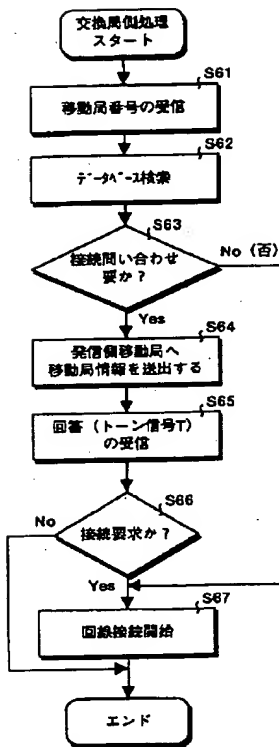 交換局側処理
スタート
S61
移動局番号の受信
S62
データベース検索
S63
接続問い合わせ
要か?
No (否)
Yes
S64
発信側移動局へ
移動局情報を送出する
S65
回答 (トーン信号T)
の受信
S66
No
接続要求か?
Yes
S67
回線接続開始
エンド